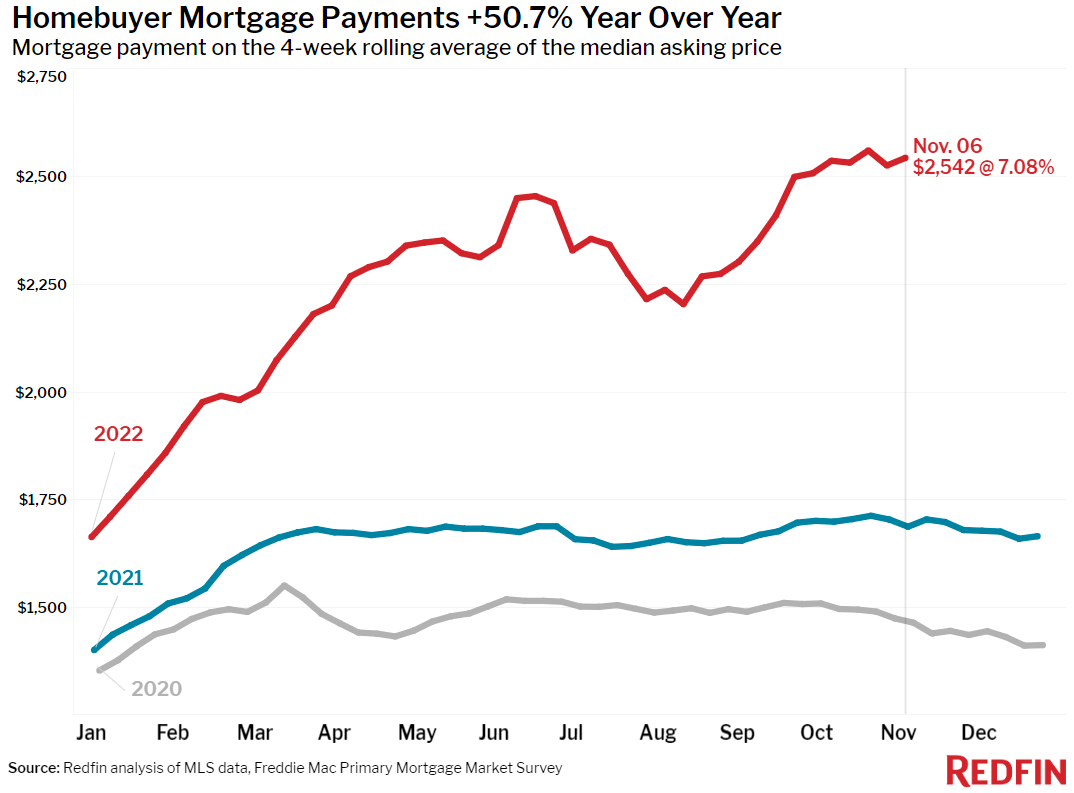 Homebuyer Mortgage Payments +50.7% Year Over Year
Mortgage payment on the 4-week rolling average of the median asking price
$2,750
Nov. 06
$2,542 @ 7.08%
$2,500
$2,250
$2,000
2022
$1,750
2021
$1,500
2020
Jan Feb Mar Apr May Jun Jul Aug Sep Oct Nov Dec
Source: Redfin analysis of MLS data, Freddie Mac Primary Mortgage Market Survey
REDFIN